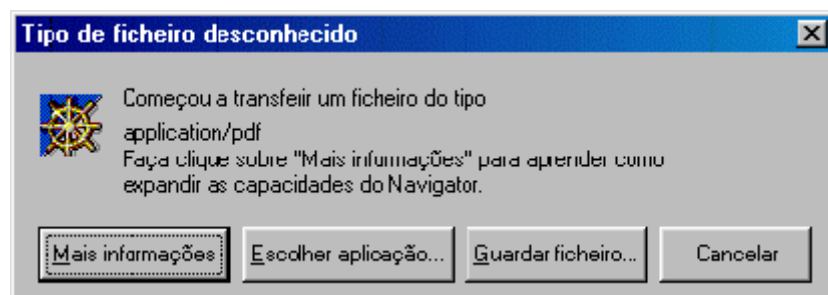 Tipo de ficheiro desconhecido
Começou a transferir um ficheiro do tipo
application/pdf
Faça clique sobre "Mais informações" para aprender como
expandir as capacidades do Navigator.
Mais informações Escolher aplicação... Guardar ficheiro... Cancelar